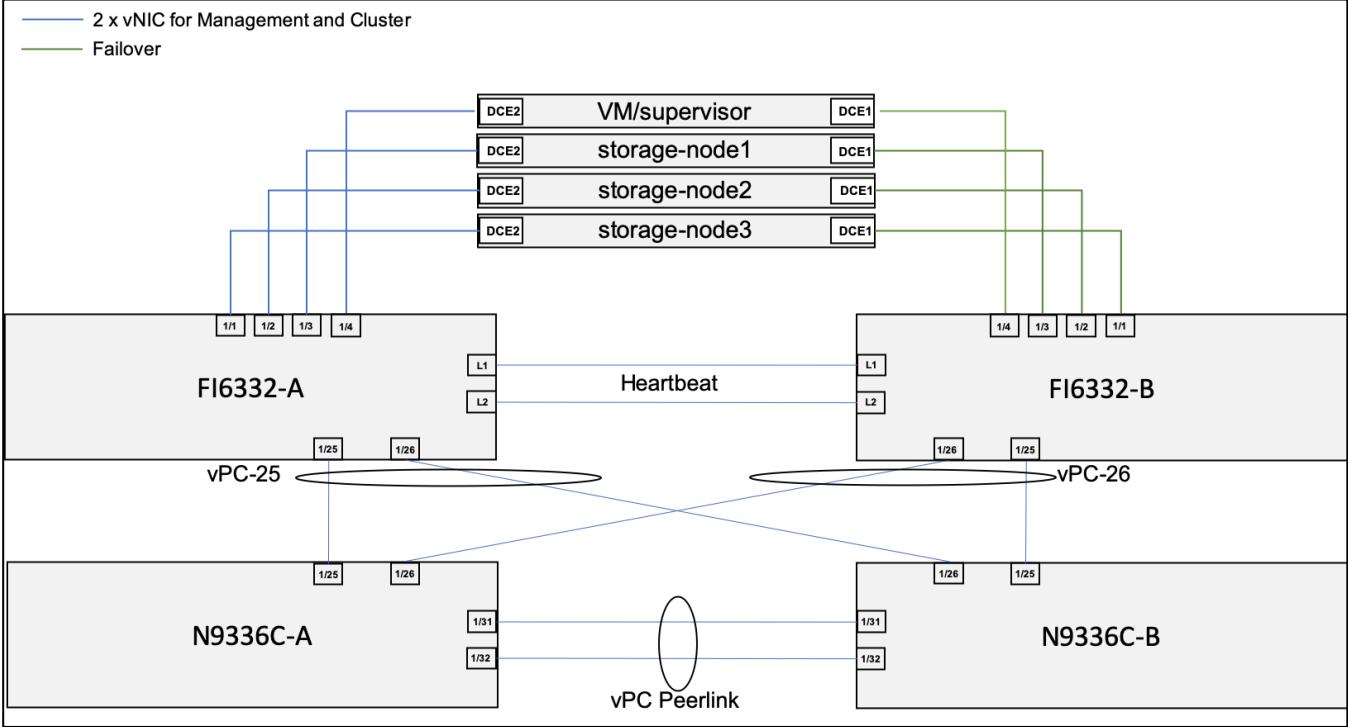 2 x vNIC for Management and Cluster
Failover
DCE2 VM/supervisor DCE1
DCE2 storage-node1 DCE1
DCE2 storage-node2 DCE1
DCE2 storage-node3 DCE1
1/1 1/2 1/3 1/4 1/4 1/3 1/2 1/1
L1 L1
FI6332-A Heartbeat FI6332-B
L2 L2
1/25 1/26 1/26 1/25
vPC-25 vPC-26
1/25 1/26 1/26 1/25
1/31 1/31
N9336C-A N9336C-B
1/32 1/32
vPC Peerlink